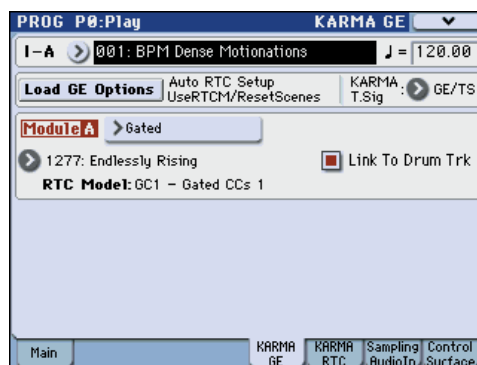 PROG P0:Play KARMA GE
I-A 001: BPM Dense Motionations ♩= 120.00
Load GE Options Auto RTC Setup UseRTCM/ResetScenes KARMA T.Sig : GE/TS
Module A Gated
1277: Endlessly Rising Link To Drum Trk
RTC Model: GC1 - Gated CCs 1
Main KARMA GE KARMA RTC Sampling AudioIn Control Surface